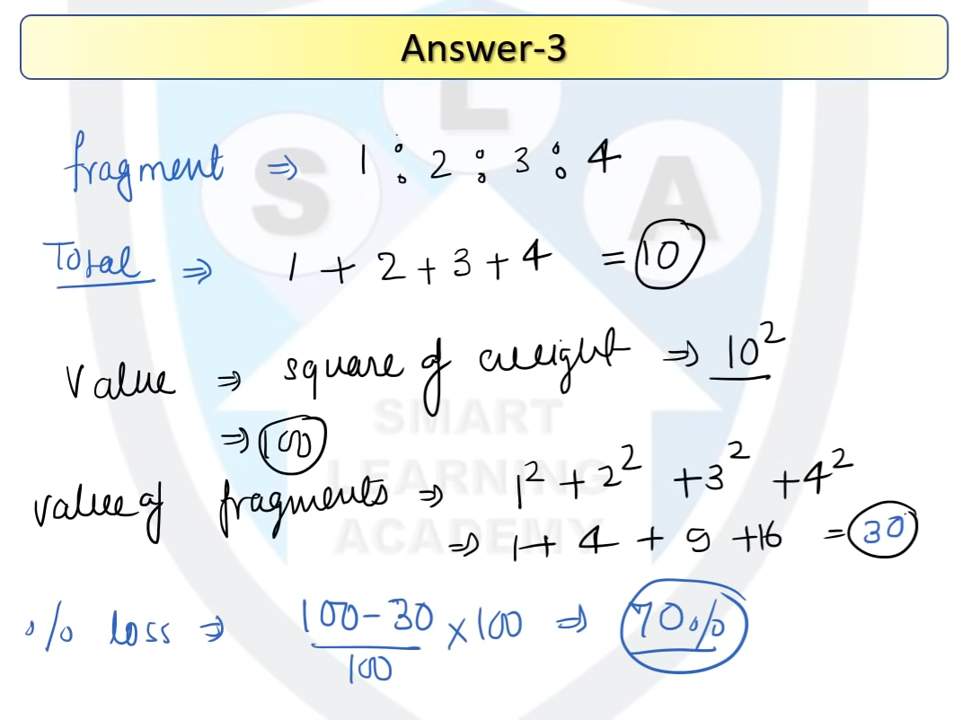 Answer-3
fragment ⇒ 1 : 2 : 3 : 4
Total ⇒ 1 + 2 + 3 + 4 = 10
Value ⇒ square of weight ⇒ 10²
⇒ 100
value of fragments ⇒ 1² + 2² + 3² + 4²
⇒ 1 + 4 + 9 + 16 = 30
% loss ⇒ 100 - 30 / 100 × 100 ⇒ 70%
SLA
SMART
LEARNING
ACADEMY